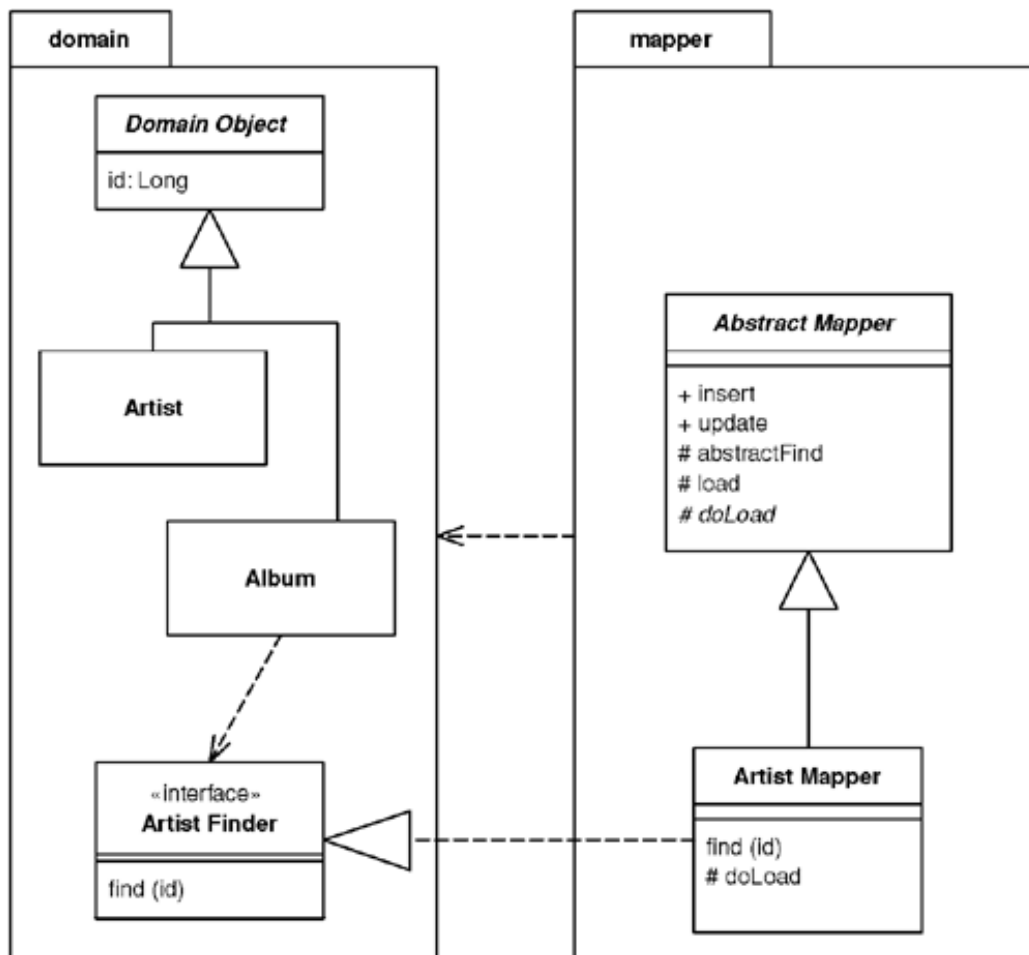 domain
Domain Object
id: Long
Artist
Album
«interface»
Artist Finder
find (id)
mapper
Abstract Mapper
+ insert
+ update
# abstractFind
# load
# doLoad
Artist Mapper
find (id)
# doLoad